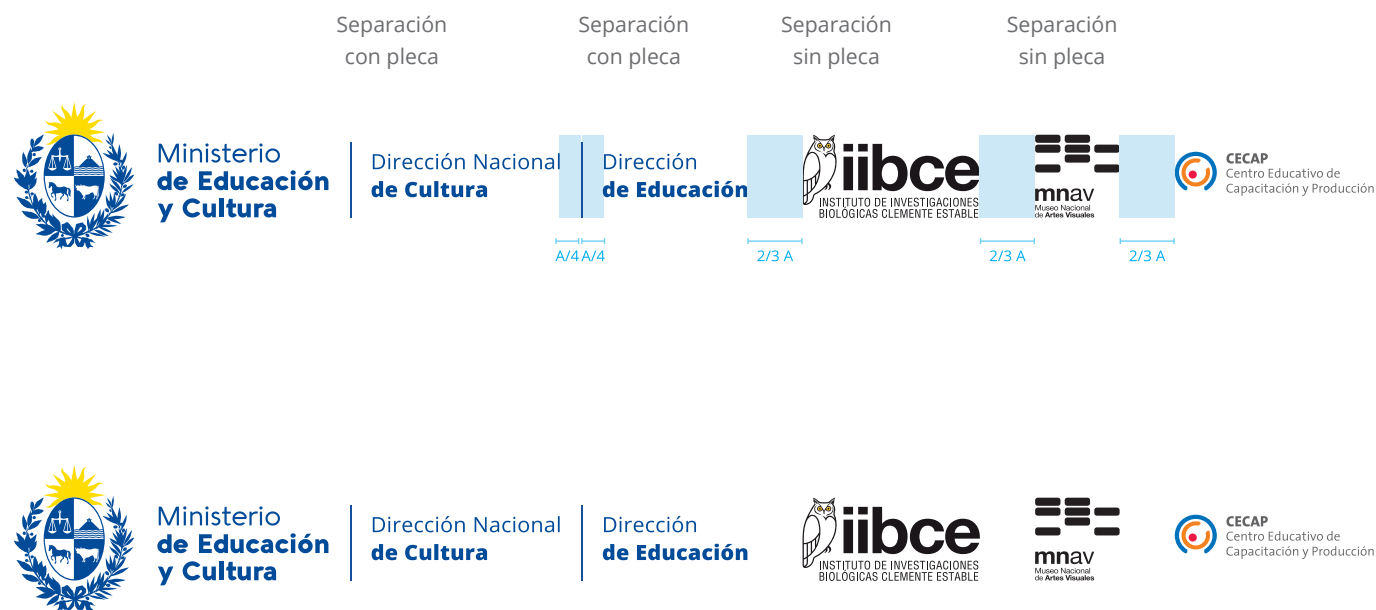 Separación
con pleca
Separación
con pleca
Separación
sin pleca
Separación
sin pleca
Ministerio
de Educación
y Cultura
Dirección Nacional
de Cultura
Dirección
de Educación
iibce
INSTITUTO DE INVESTIGACIONES
BIOLÓGICAS CLEMENTE ESTABLE
mnav
Museo Nacional
de Artes Visuales
CECAP
Centro Educativo de
Capacitación y Producción
A/4 A/4 2/3 A 2/3 A 2/3 A
Ministerio
de Educación
y Cultura
Dirección Nacional
de Cultura
Dirección
de Educación
iibce
INSTITUTO DE INVESTIGACIONES
BIOLÓGICAS CLEMENTE ESTABLE
mnav
Museo Nacional
de Artes Visuales
CECAP
Centro Educativo de
Capacitación y Producción